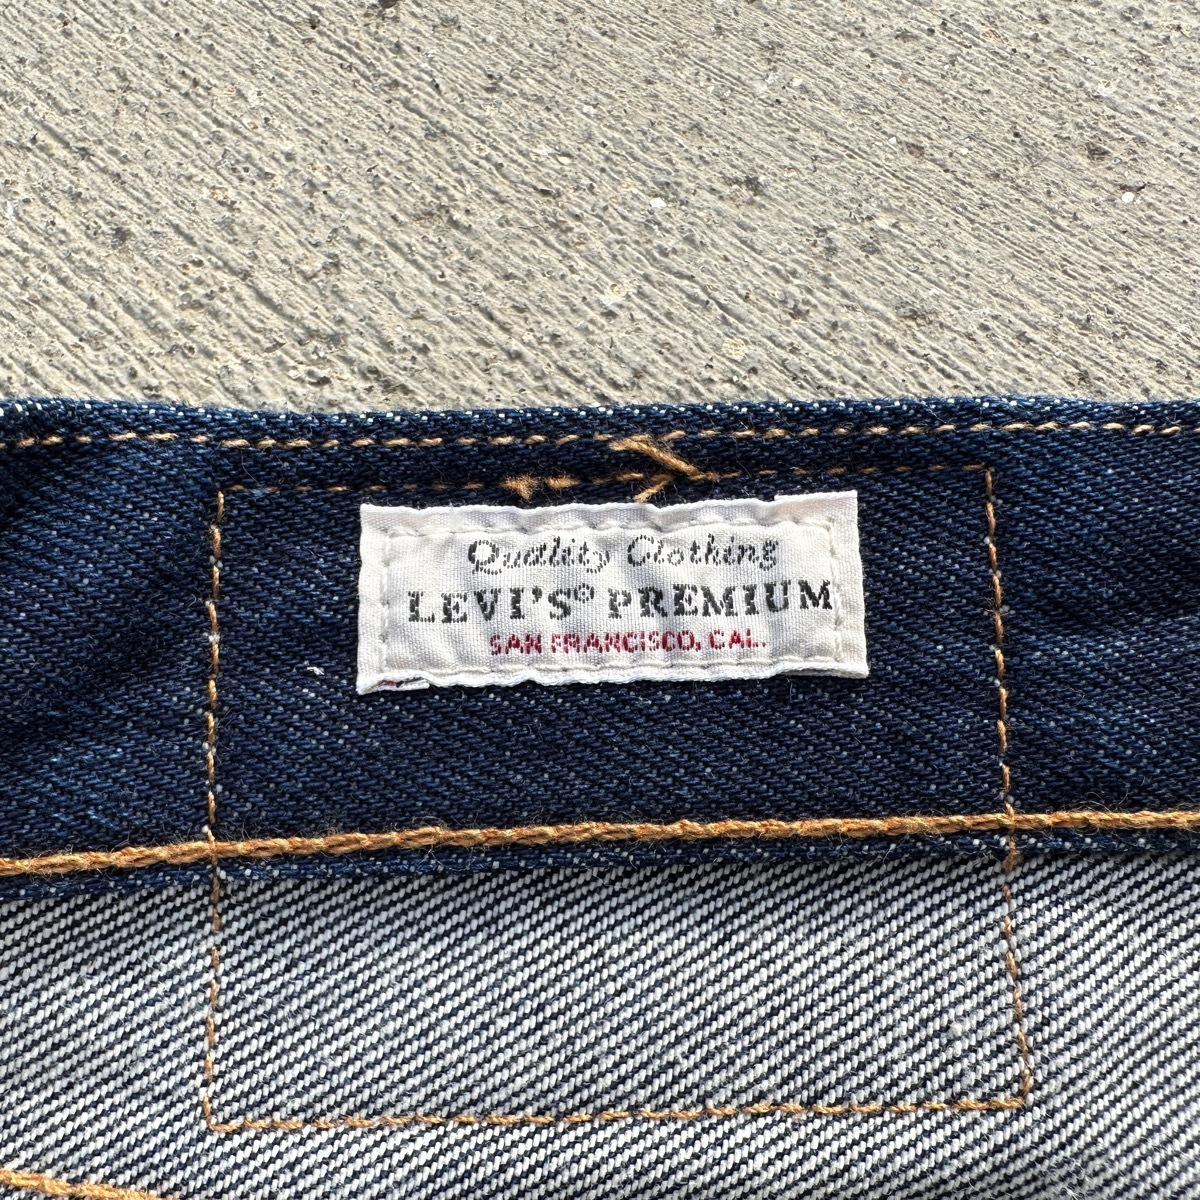 Quality Clothing
LEVI'S® PREMIUM
SAN FRANCISCO, CAL.